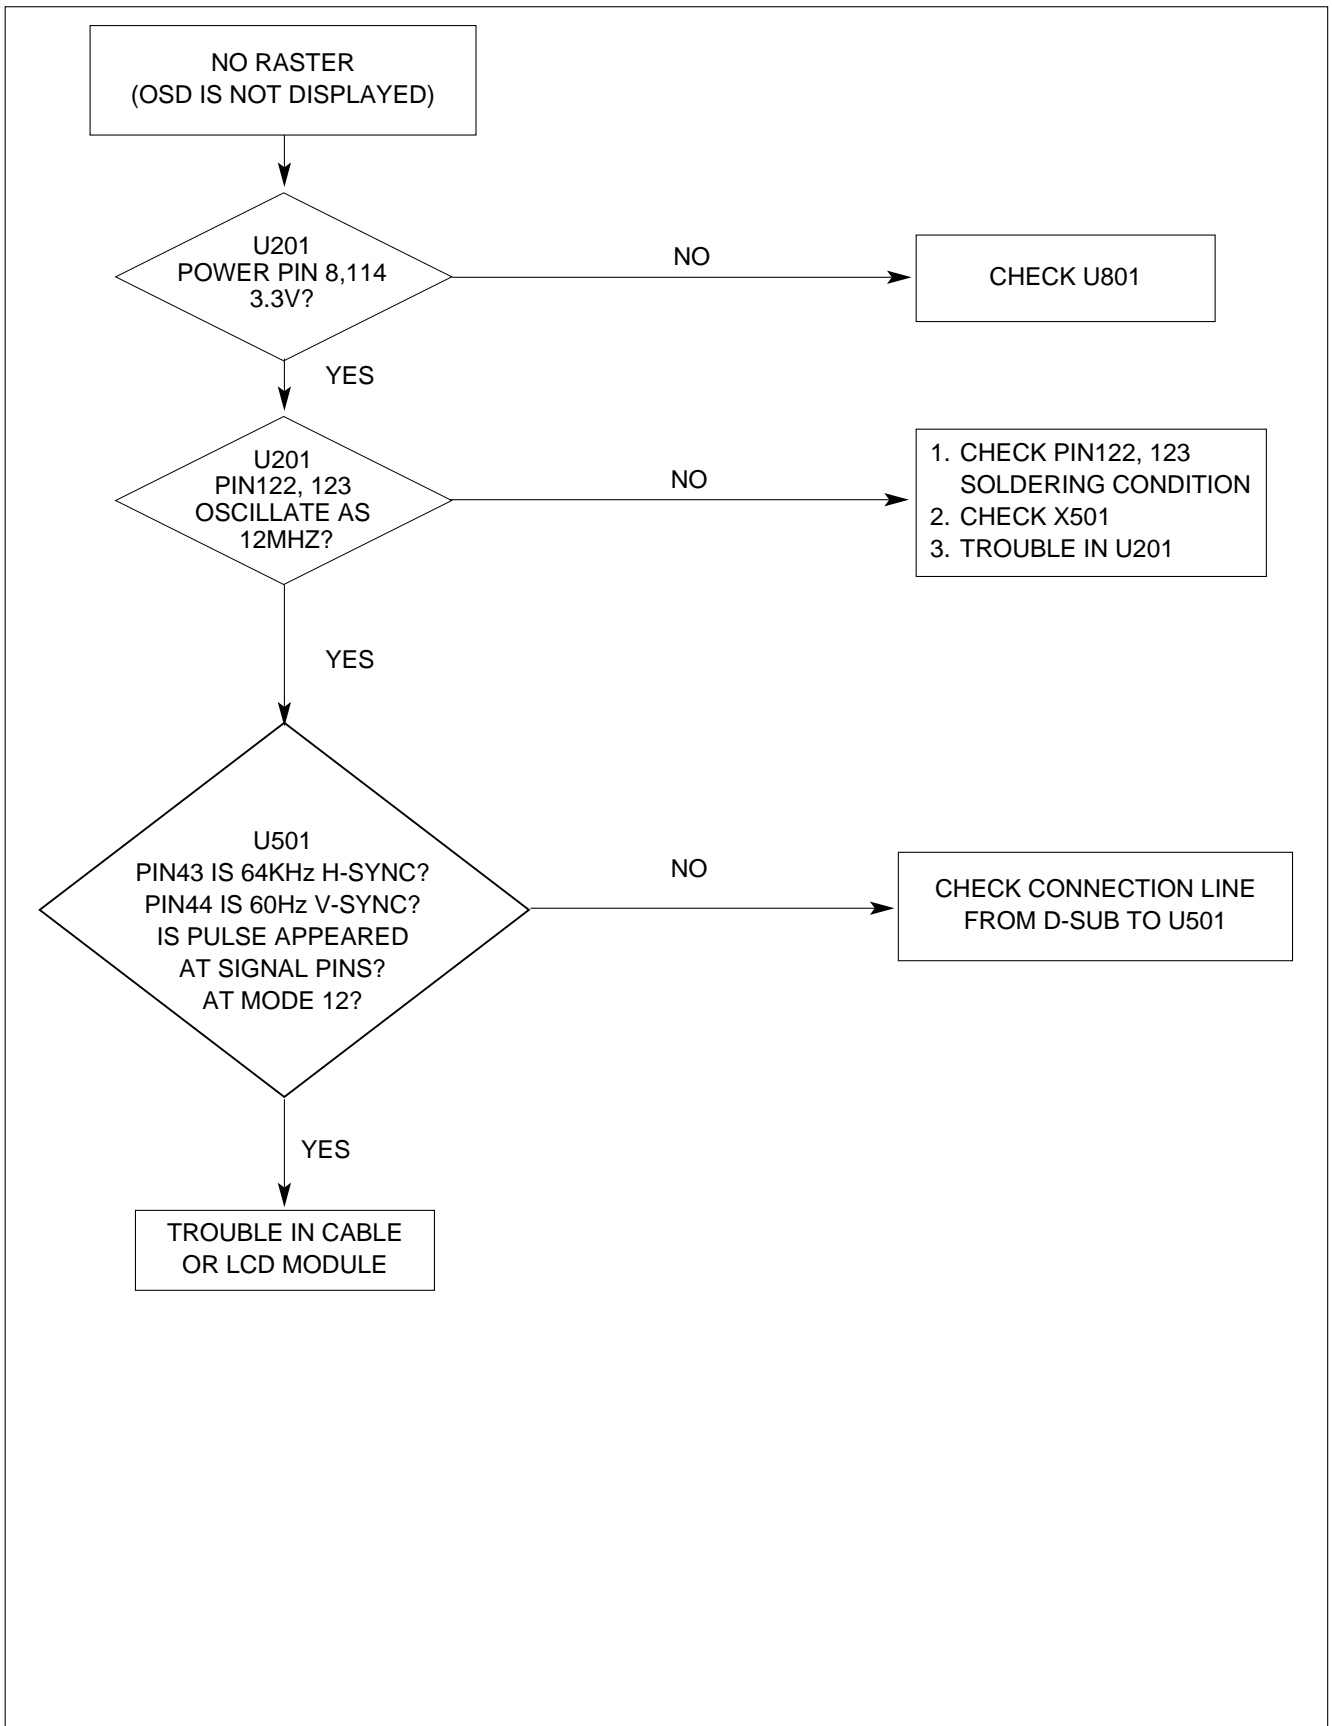 NO RASTER
(OSD IS NOT DISPLAYED)
U201
POWER PIN 8,114
3.3V?
NO
CHECK U801
YES
U201
PIN122, 123
OSCILLATE AS
12MHZ?
NO
1. CHECK PIN122, 123
SOLDERING CONDITION
2. CHECK X501
3. TROUBLE IN U201
YES
U501
PIN43 IS 64KHz H-SYNC?
PIN44 IS 60Hz V-SYNC?
IS PULSE APPEARED
AT SIGNAL PINS?
AT MODE 12?
NO
CHECK CONNECTION LINE
FROM D-SUB TO U501
YES
TROUBLE IN CABLE
OR LCD MODULE